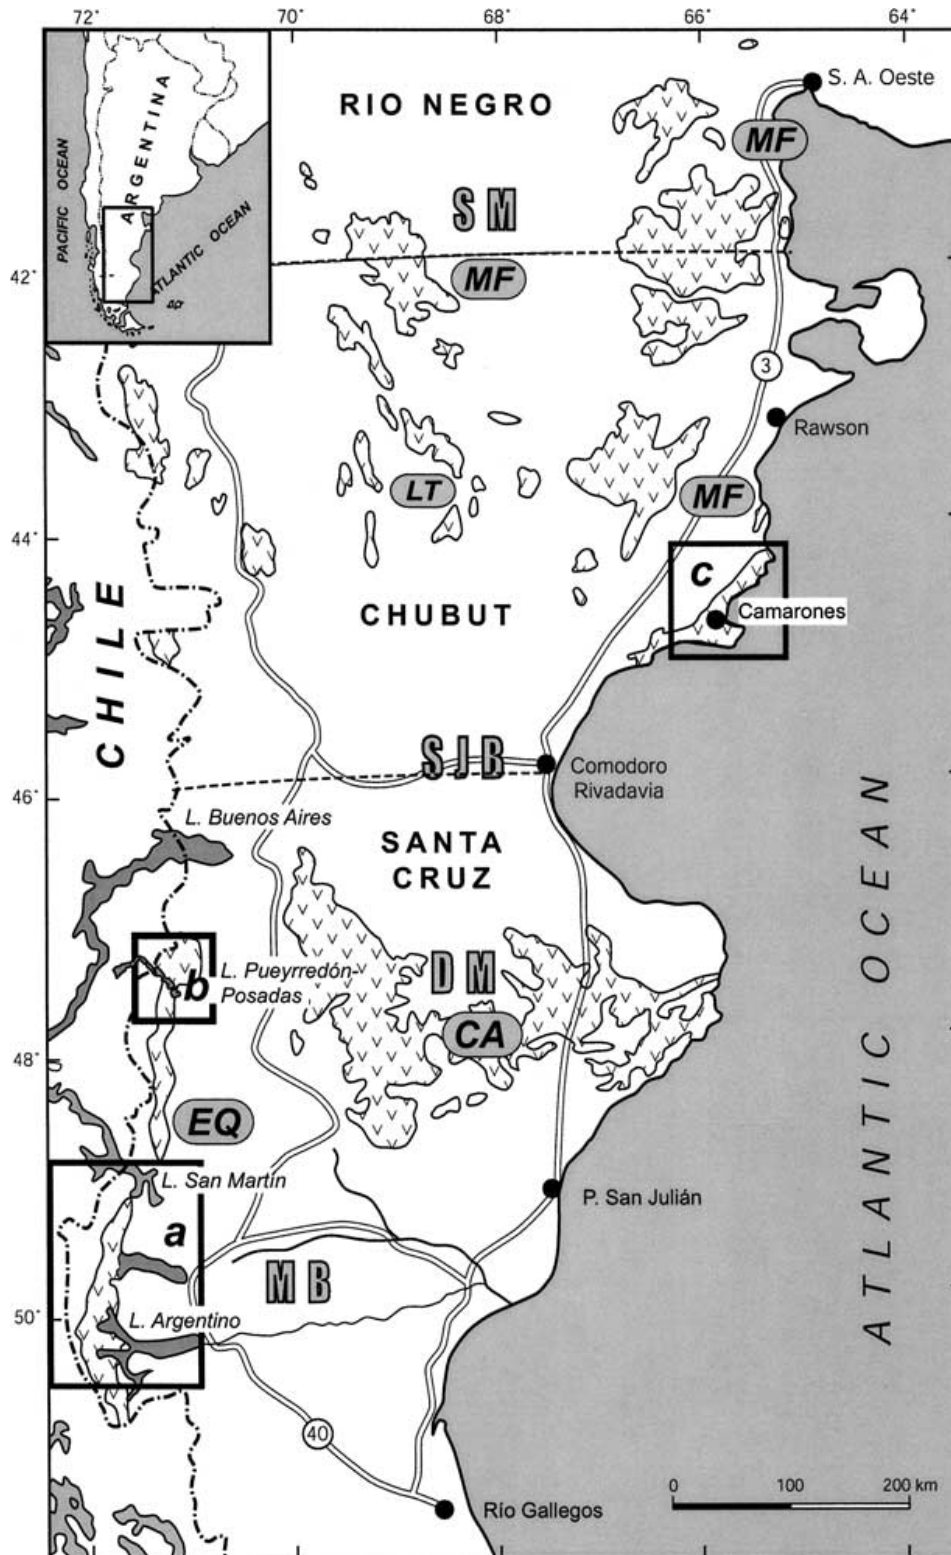 72°
70°
68°
66°
64°
PACIFIC OCEAN
ARGENTINA
ATLANTIC OCEAN
RIO NEGRO
S. A. Oeste
MF
SM
42°
MF
3
Rawson
LT
MF
44°
c
CHILE
CHUBUT
Camarones
SJB
Comodoro
Rivadavia
46°
L. Buenos Aires
SANTA
CRUZ
ATLANTIC OCEAN
DM
b
L. Pueyrredón-
Posadas
CA
48°
EQ
L. San Martín
P. San Julián
a
MB
50°
L. Argentino
40
0
100
200 km
Río Gallegos